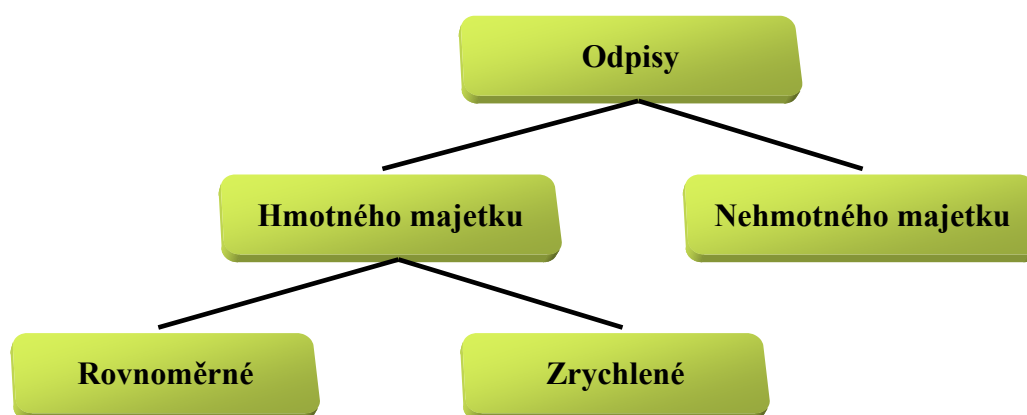 Odpisy
Hmotného majetku
Nehmotného majetku
Rovnoměrné
Zrychlené